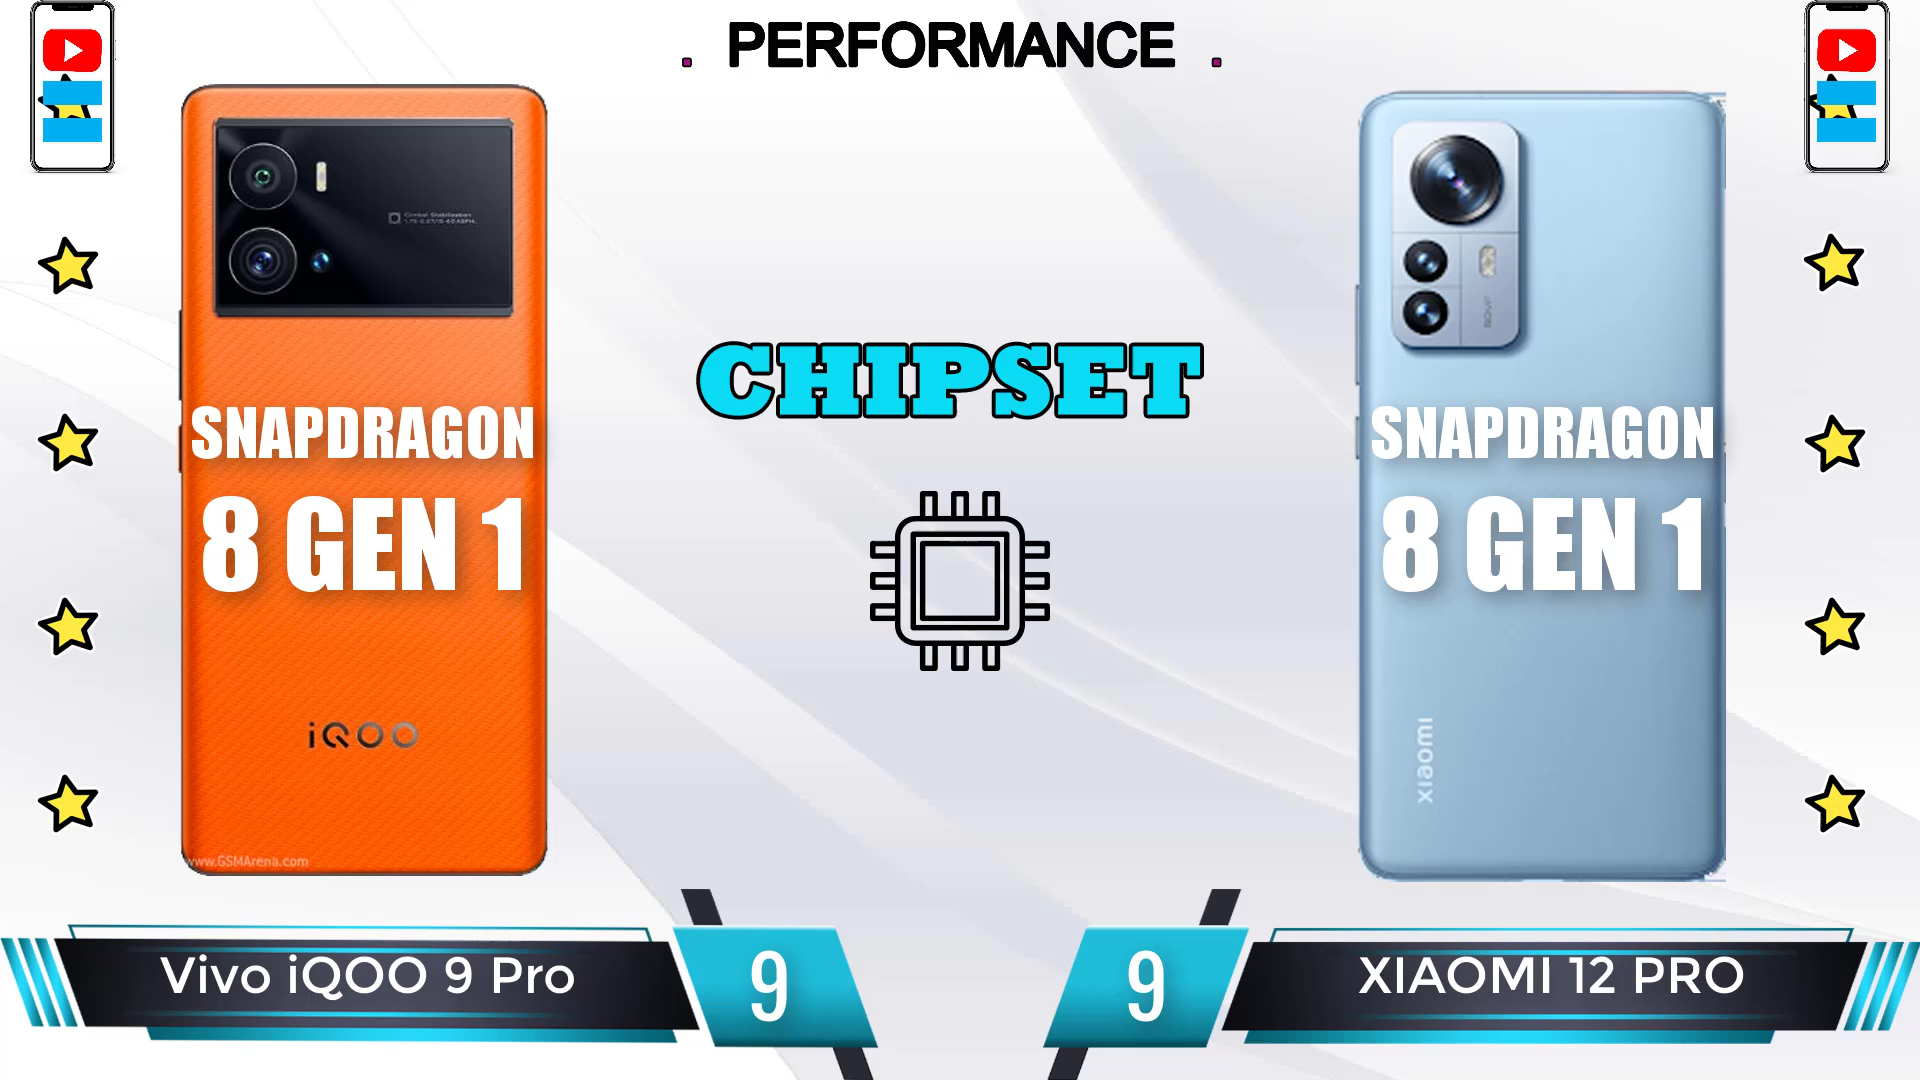 . PERFORMANCE .
CHIPSET
SNAPDRAGON
8 GEN 1
iQOO
www.GSMArena.com
SNAPDRAGON
8 GEN 1
xiaomi
Vivo iQOO 9 Pro
9
9
XIAOMI 12 PRO